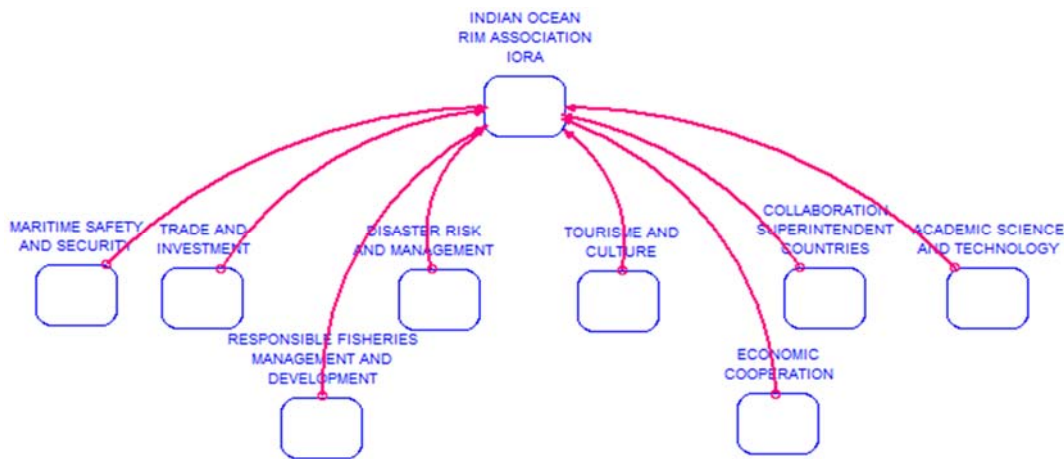 INDIAN OCEAN
RIM ASSOCIATION
IORA
MARITIME SAFETY
AND SECURITY
TRADE AND
INVESTMENT
DISASTER RISK
AND MANAGEMENT
TOURISME AND
CULTURE
COLLABORATION
SUPERINTENDENT
COUNTRIES
ACADEMIC SCIENCE
AND TECHNOLOGY
RESPONSIBLE FISHERIES
MANAGEMENT AND
DEVELOPMENT
ECONOMIC
COOPERATION